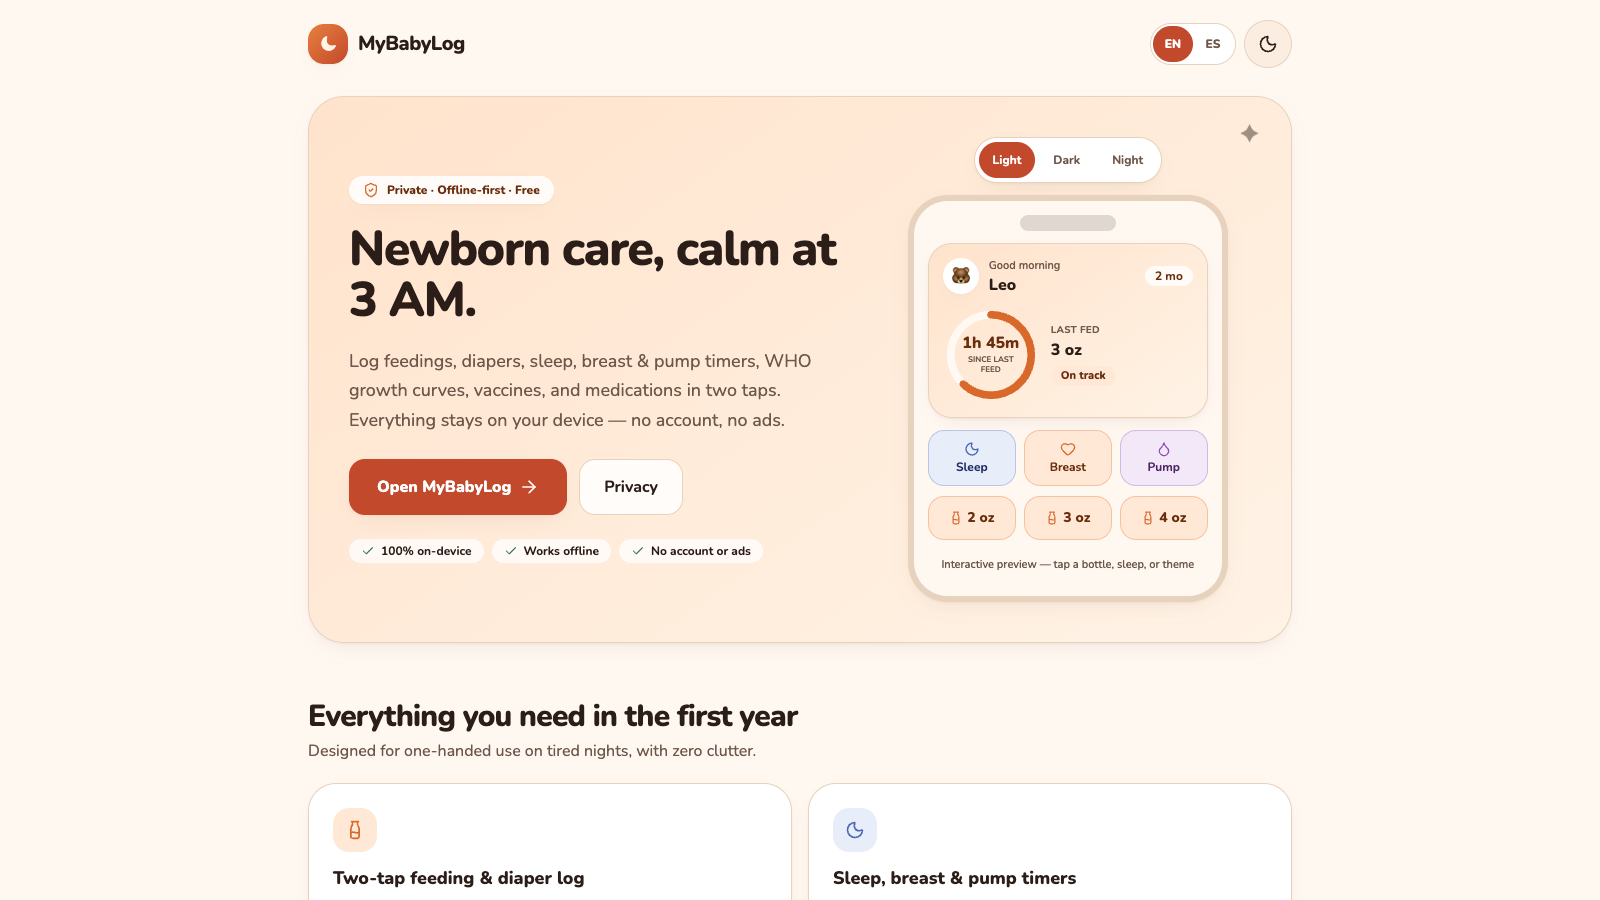 MyBabyLog
EN
ES
Private · Offline-first · Free
Newborn care, calm at
3 AM.
Log feedings, diapers, sleep, breast & pump timers, WHO
growth curves, vaccines, and medications in two taps.
Everything stays on your device — no account, no ads.
Open MyBabyLog
Privacy
100% on-device
Works offline
No account or ads
Light
Dark
Night
Good morning
Leo
2 mo
1h 45m
SINCE LAST
FEED
LAST FED
3 oz
On track
Sleep
Breast
Pump
2 oz
3 oz
4 oz
Interactive preview — tap a bottle, sleep, or theme
Everything you need in the first year
Designed for one-handed use on tired nights, with zero clutter.
Two-tap feeding & diaper log
Sleep, breast & pump timers